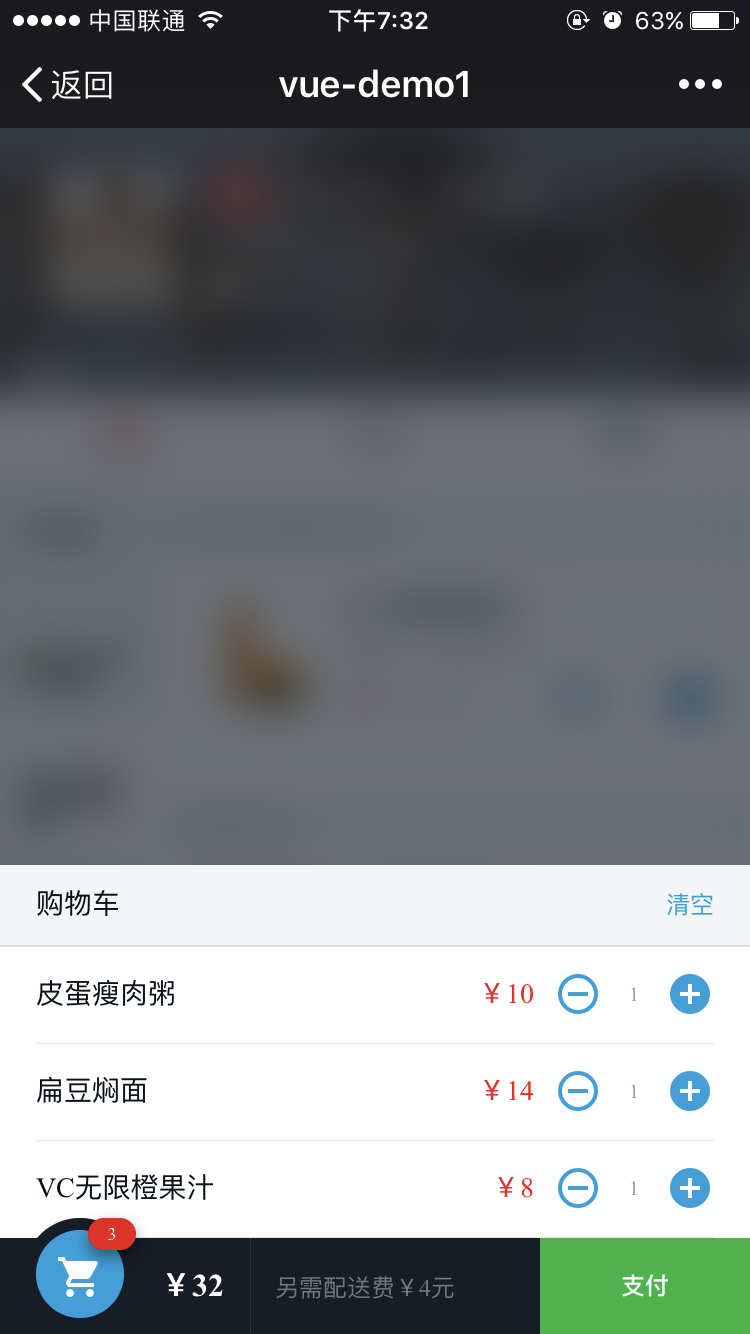 中国联通 下午7:32 63%
返回 vue-demo1
购物车 清空
皮蛋瘦肉粥 ￥10 1
扁豆焖面 ￥14 1
VC无限橙果汁 ￥8 1
3
￥32 另需配送费￥4元 支付